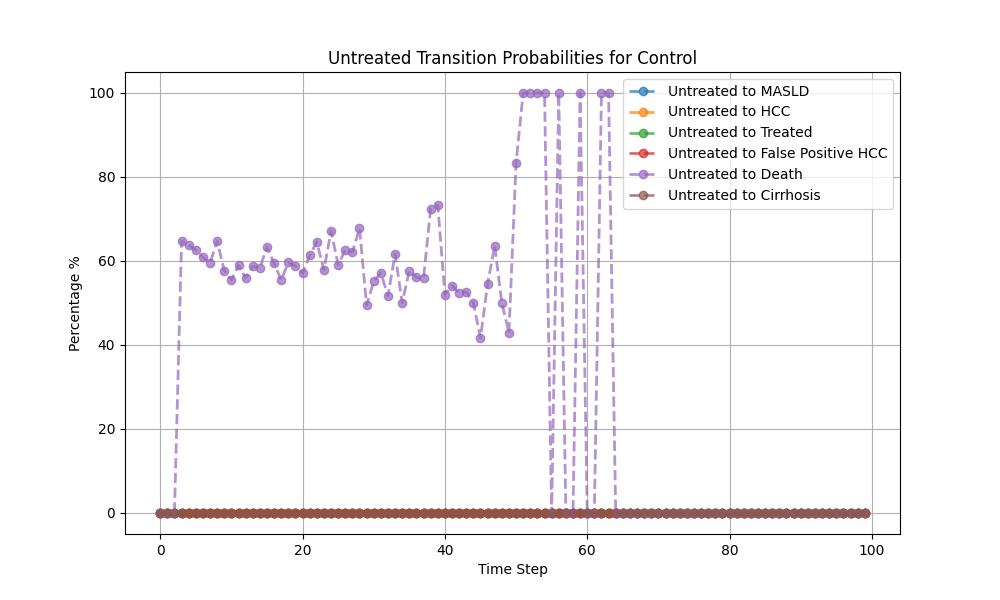 Untreated Transition Probabilities for Control
Percentage %
100
80
60
40
20
0
Untreated to MASLD
Untreated to HCC
Untreated to Treated
Untreated to False Positive HCC
Untreated to Death
Untreated to Cirrhosis
0 20 40 60 80 100
Time Step